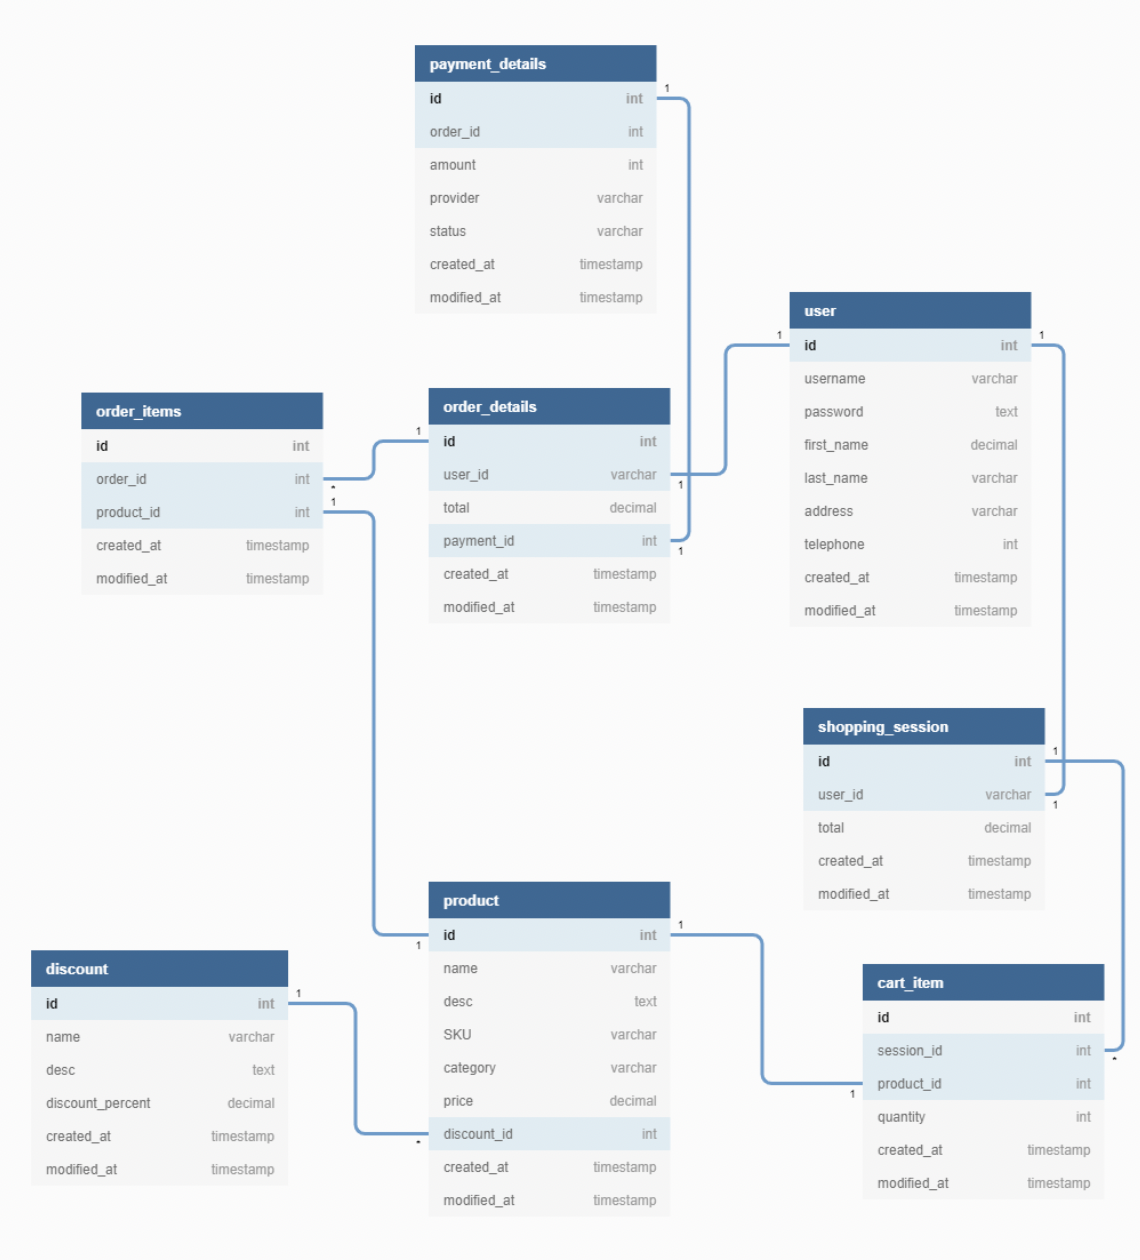 payment_details
id int
order_id int
amount int
provider varchar
status varchar
created_at timestamp
modified_at timestamp
1
user
id int
username varchar
password text
first_name decimal
last_name varchar
address varchar
telephone int
created_at timestamp
modified_at timestamp
1
1
order_items
id int
order_id int
product_id int
created_at timestamp
modified_at timestamp
*
1
order_details
id int
user_id varchar
total decimal
payment_id int
created_at timestamp
modified_at timestamp
1
1
1
shopping_session
id int
user_id varchar
total decimal
created_at timestamp
modified_at timestamp
1
1
product
id int
name varchar
desc text
SKU varchar
category varchar
price decimal
discount_id int
created_at timestamp
modified_at timestamp
1
1
*
discount
id int
name varchar
desc text
discount_percent decimal
created_at timestamp
modified_at timestamp
1
cart_item
id int
session_id int
product_id int
quantity int
created_at timestamp
modified_at timestamp
*
1